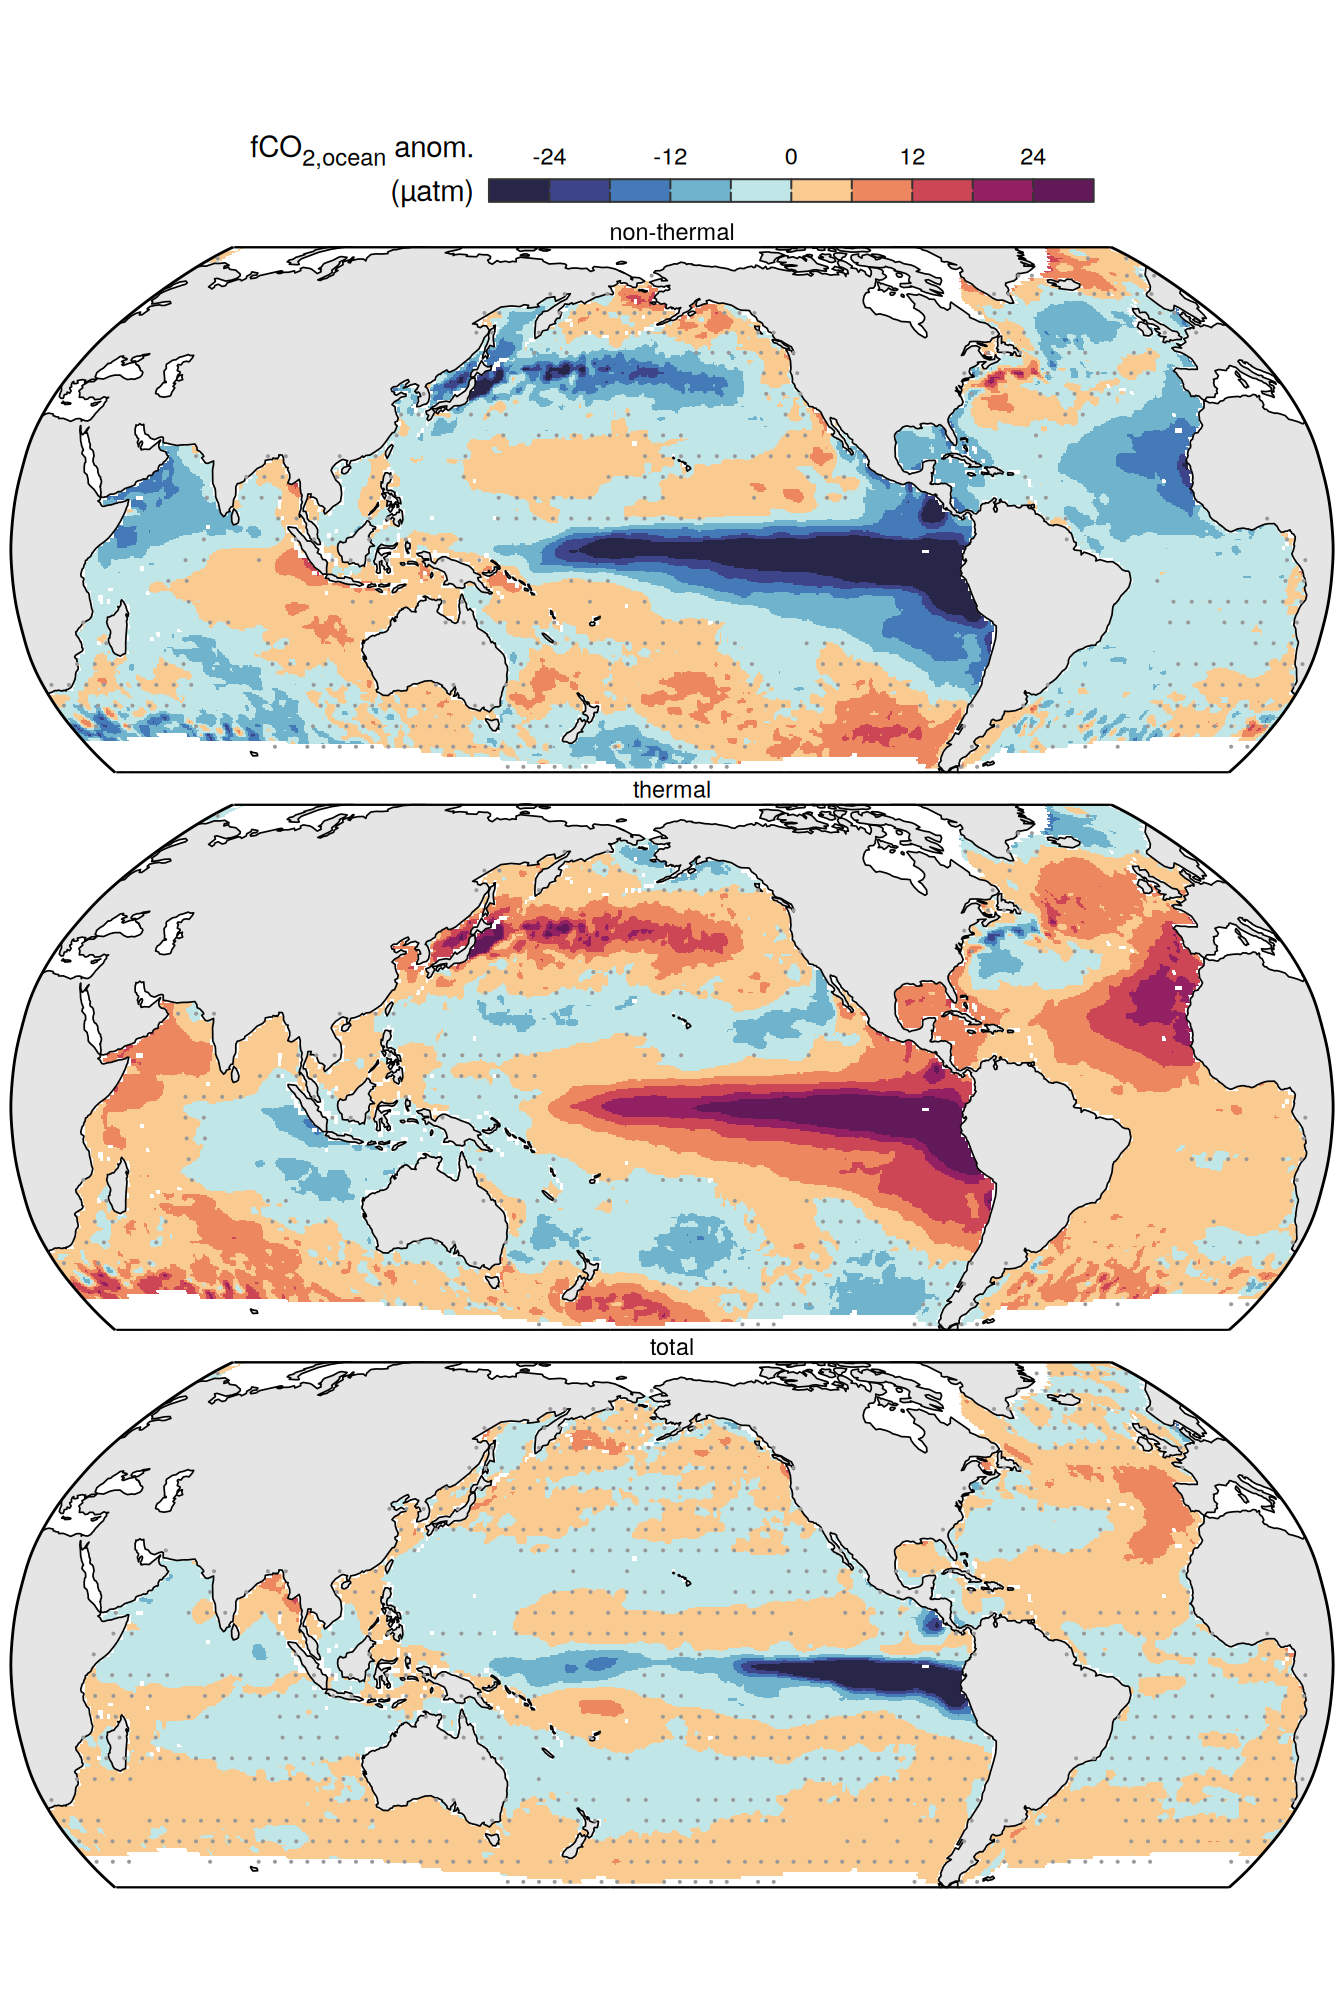 fCO2,ocean anom.
(µatm)
-24 -12 0 12 24
non-thermal
thermal
total